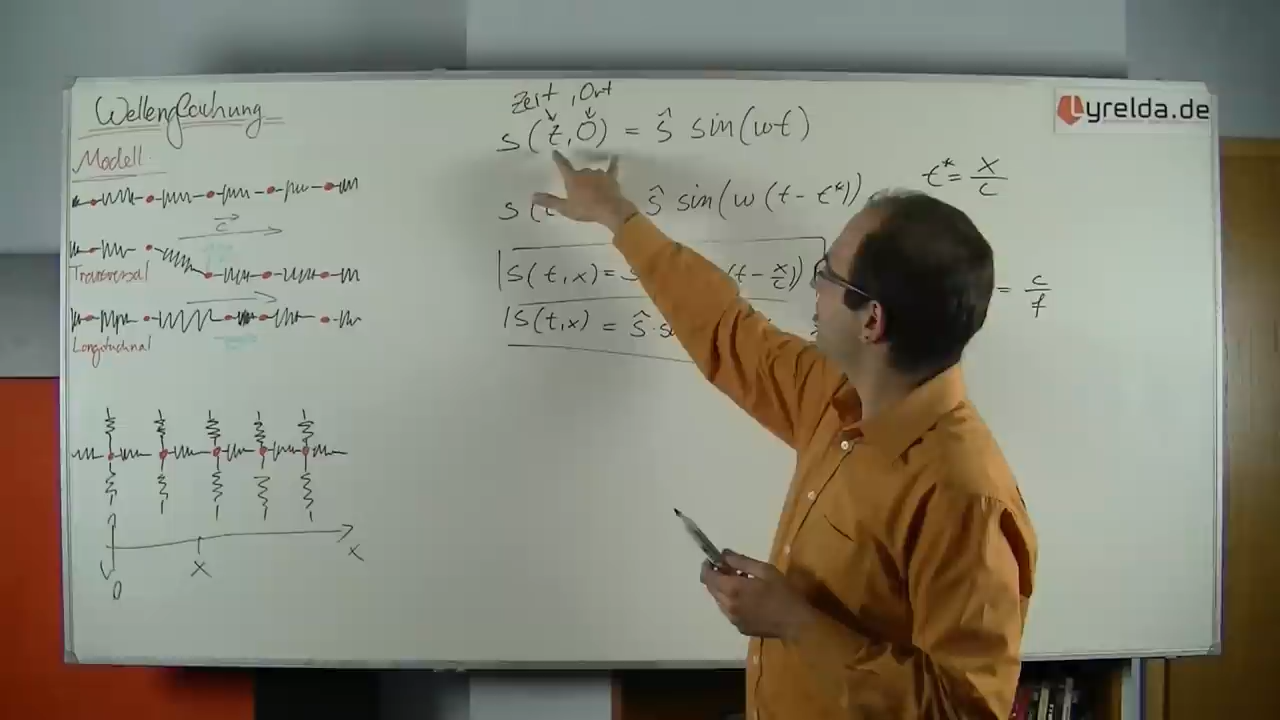 Wellengleichung
Modell
c
Transversal
Longitudinal
0
x
x
Zeit , Ort
s(t,0) = ŝ sin(ωt)
s(t ŝ sin(ω(t - t*))
s(t,x) = (t - x/c))
s(t,x) = ŝ · s
t* = x/c
= c/f
Lyrelda.de